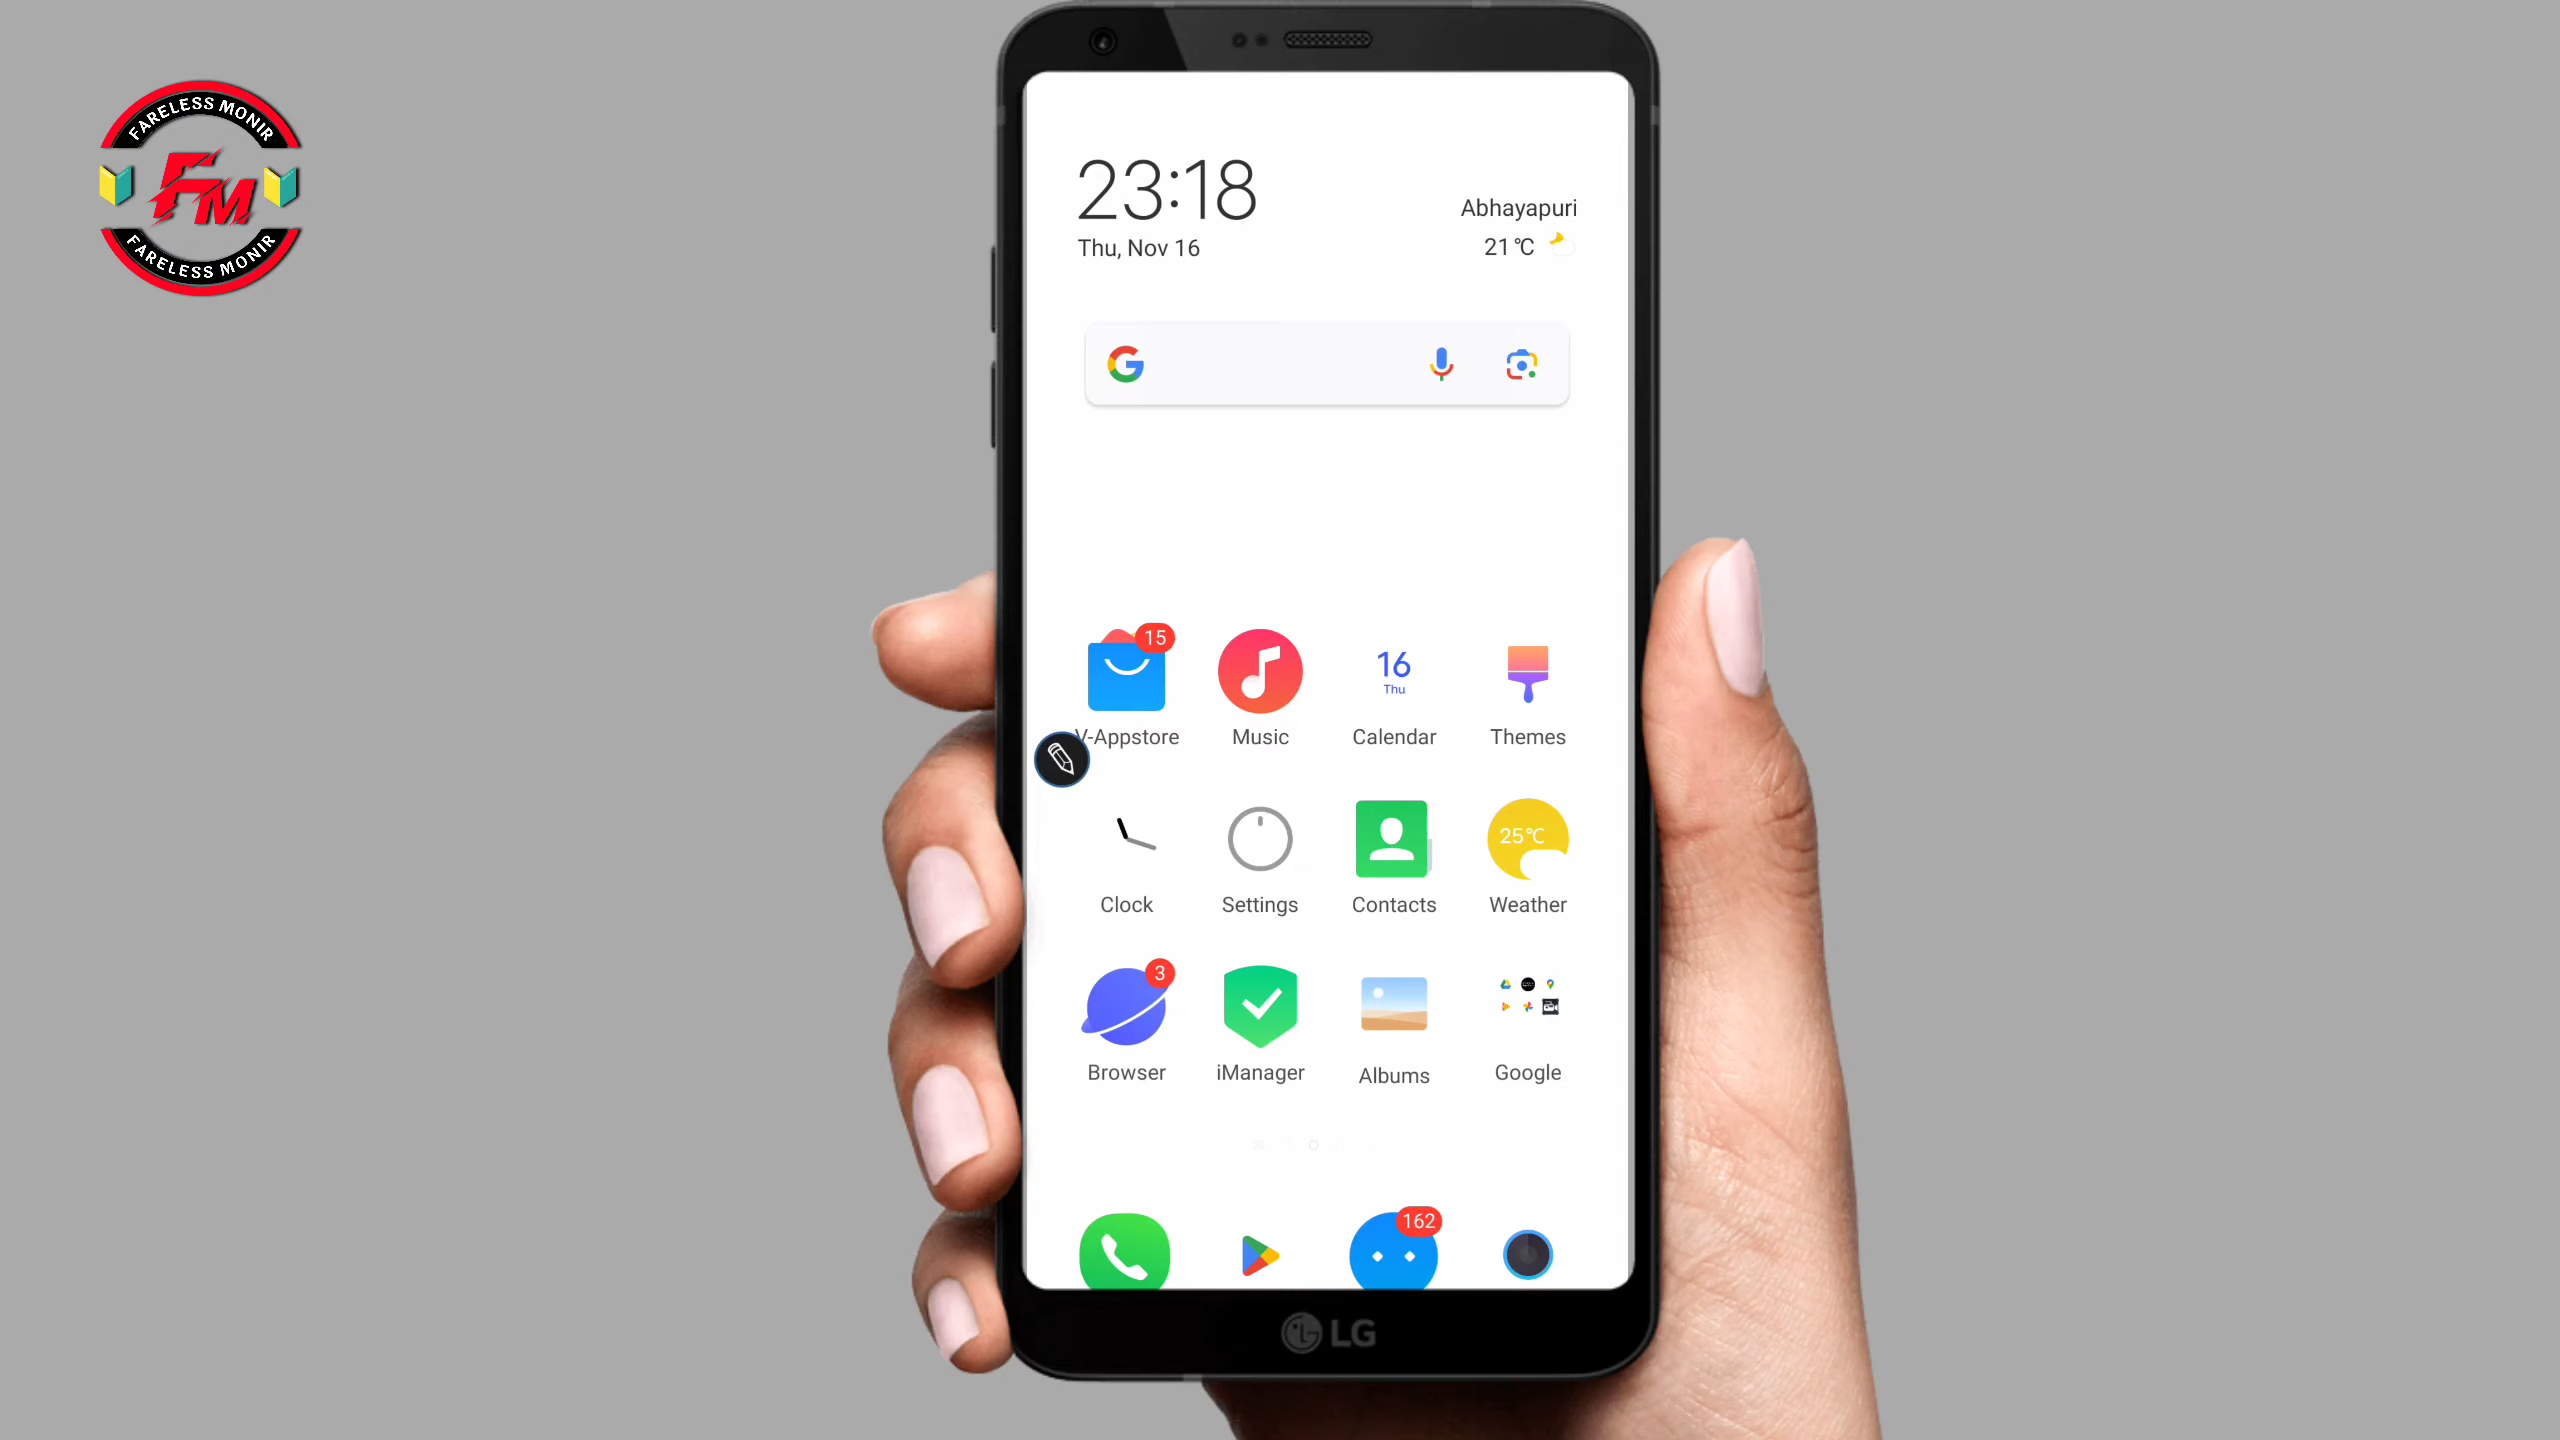 FARELESS MONIR
FM
FARELESS MONIR
23:18
Thu, Nov 16
Abhayapuri
21℃
G
15
16
Thu
V-Appstore
Music
Calendar
Themes
25℃
Clock
Settings
Contacts
Weather
3
Browser
iManager
Albums
Google
162
LG